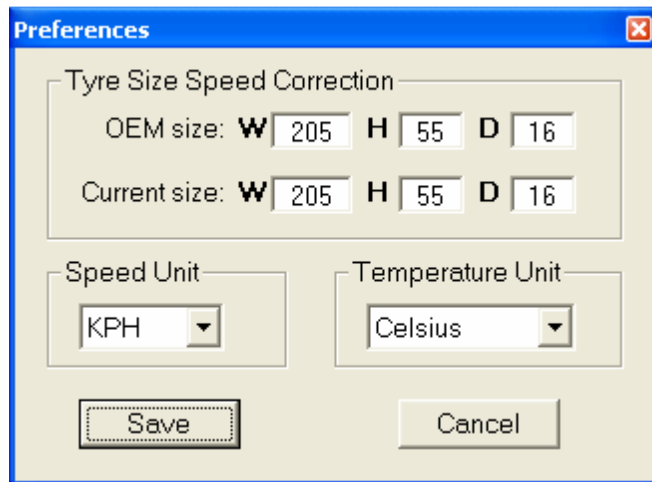 Preferences
Tyre Size Speed Correction
OEM size: W 205 H 55 D 16
Current size: W 205 H 55 D 16
Speed Unit Temperature Unit
KPH Celsius
Save Cancel